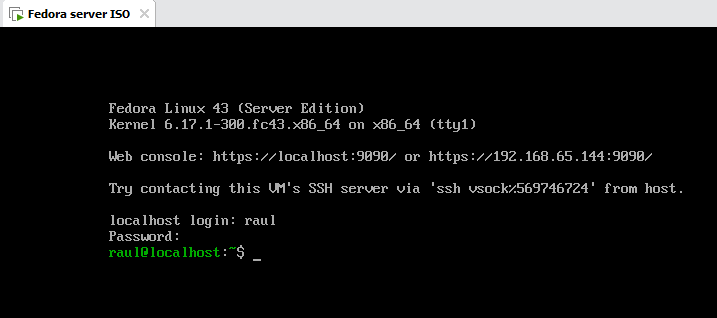 Fedora server ISO
Fedora Linux 43 (Server Edition)
Kernel 6.17.1-300.fc43.x86_64 on x86_64 (tty1)
Web console: https://localhost:9090/ or https://192.168.65.144:9090/
Try contacting this VM's SSH server via 'ssh vsock%569746724' from host.
localhost login: raul
Password:
raul@localhost:~$ _